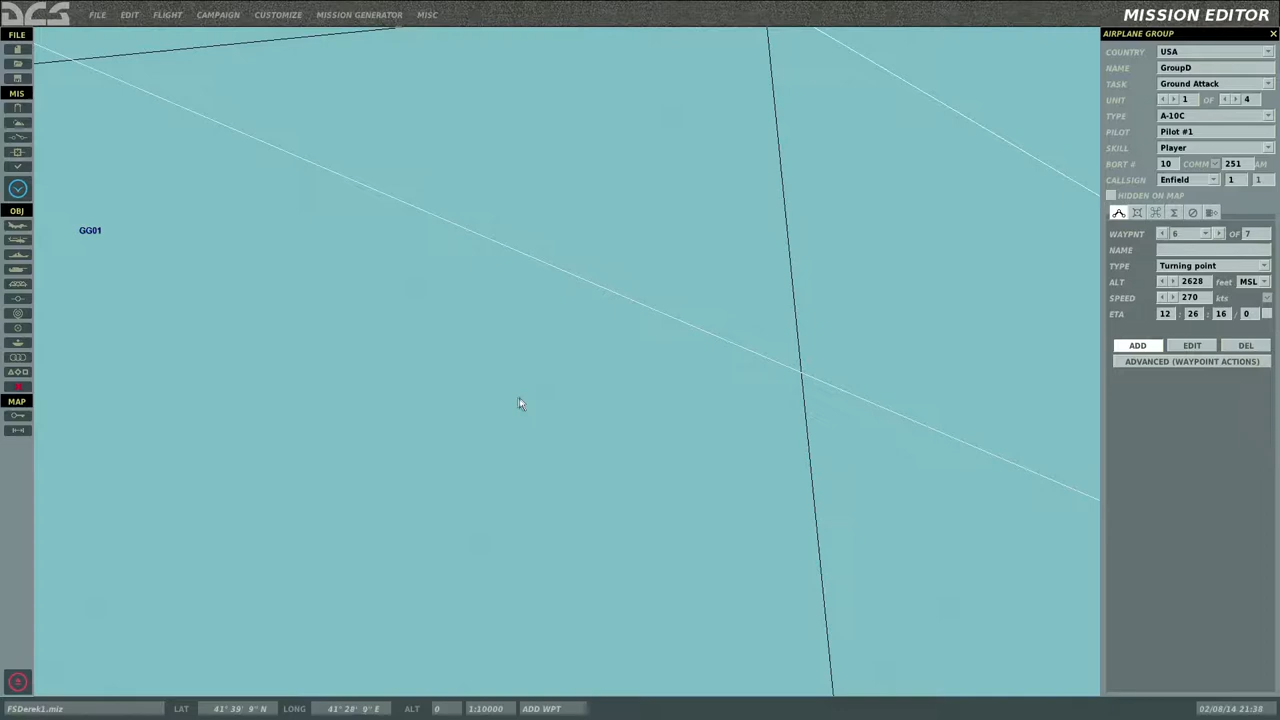 DCS FILE EDIT FLIGHT CAMPAIGN CUSTOMIZE MISSION GENERATOR MISC MISSION EDITOR
FILE
MIS
OBJ
MAP
GG01
AIRPLANE GROUP
COUNTRY USA
NAME GroupD
TASK Ground Attack
UNIT 1 OF 4
TYPE A-10C
PILOT Pilot #1
SKILL Player
BORT # 10 COMM 251 AM
CALLSIGN Enfield 1 1
HIDDEN ON MAP
WAYPNT 6 OF 7
NAME
TYPE Turning point
ALT 2628 feet MSL
SPEED 270 kts
ETA 12 : 26 : 16 / 0
ADD EDIT DEL
ADVANCED (WAYPOINT ACTIONS)
FSDerek1.miz LAT 41° 39' 9" N LONG 41° 28' 9" E ALT 0 1:10000 ADD WPT 02/08/14 21:38